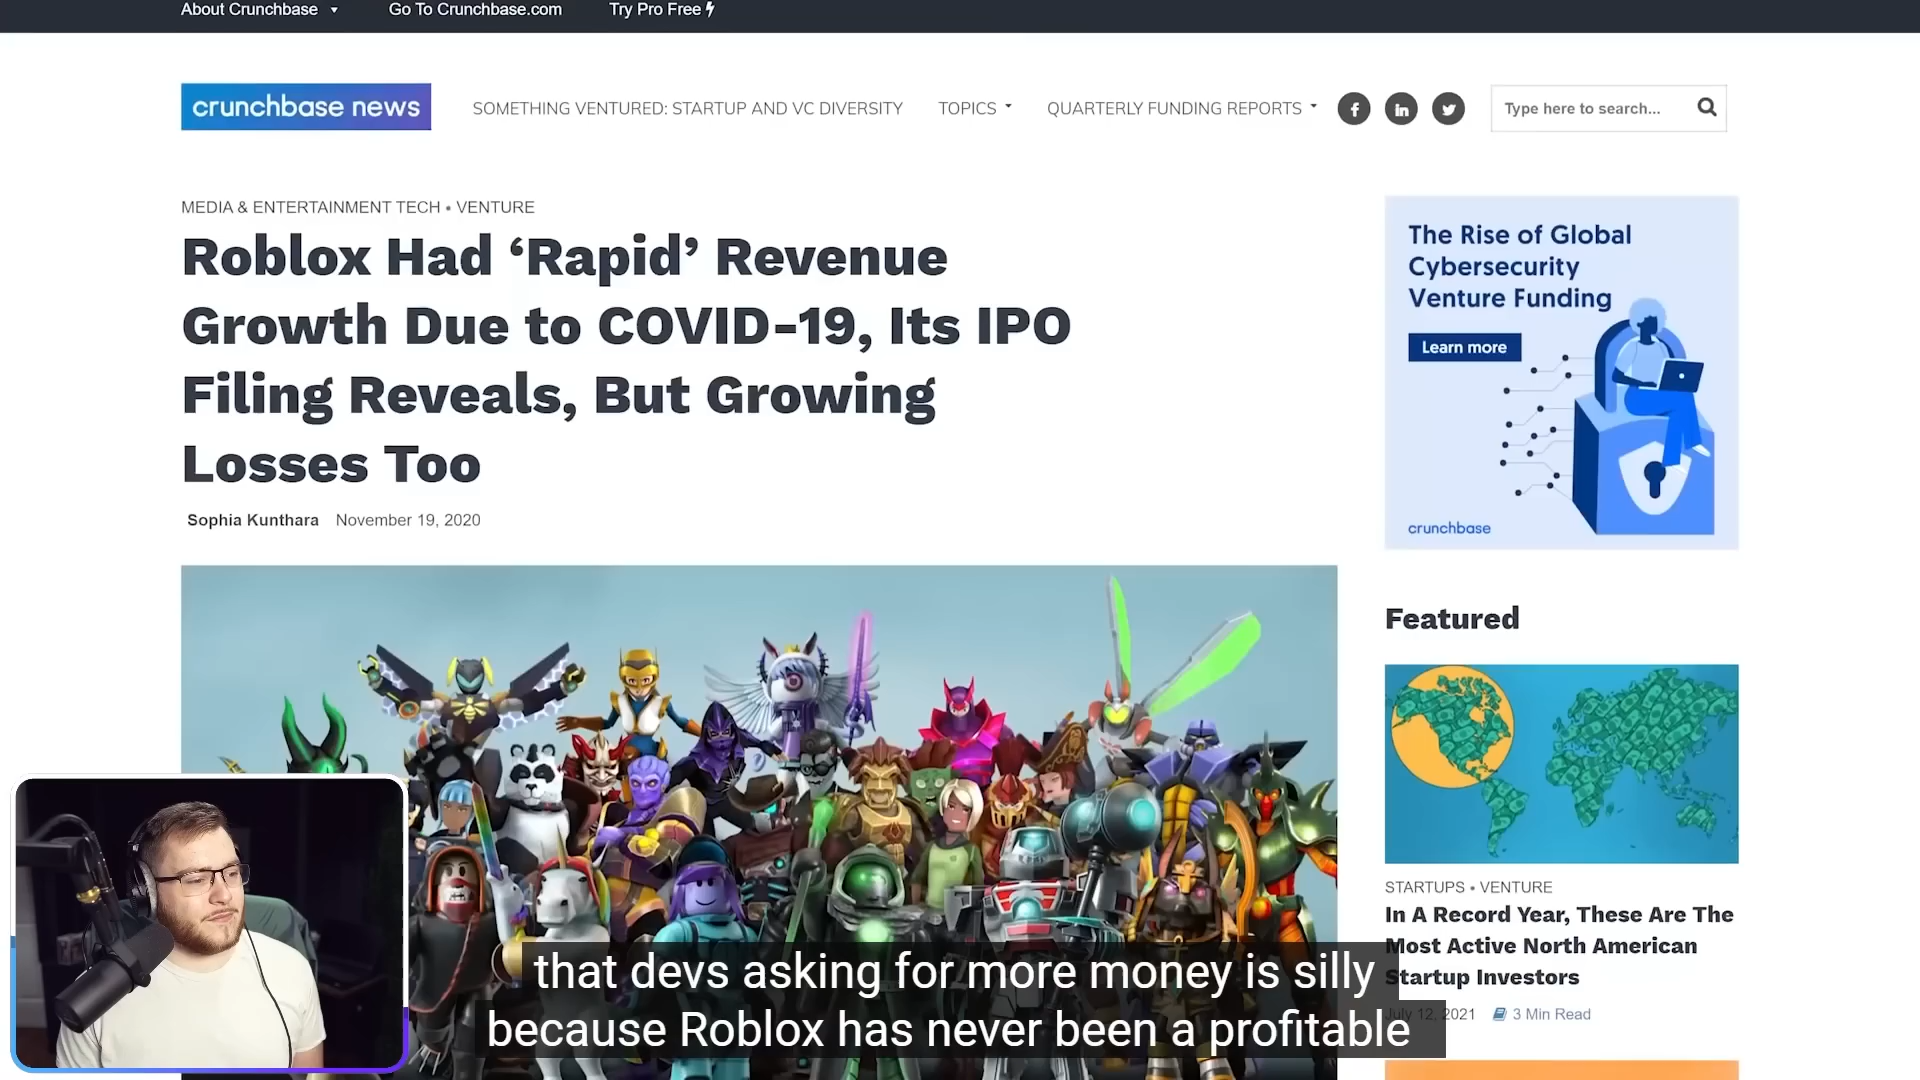 About Crunchbase
Go To Crunchbase.com
Try Pro Free
crunchbase news
SOMETHING VENTURED: STARTUP AND VC DIVERSITY
TOPICS
QUARTERLY FUNDING REPORTS
Type here to search...
MEDIA & ENTERTAINMENT TECH • VENTURE
Roblox Had ‘Rapid’ Revenue
Growth Due to COVID-19, Its IPO
Filing Reveals, But Growing
Losses Too
Sophia Kunthara November 19, 2020
The Rise of Global
Cybersecurity
Venture Funding
Learn more
crunchbase
Featured
STARTUPS • VENTURE
In A Record Year, These Are The
Most Active North American
Startup Investors
July 12, 2021 3 Min Read
that devs asking for more money is silly
because Roblox has never been a profitable